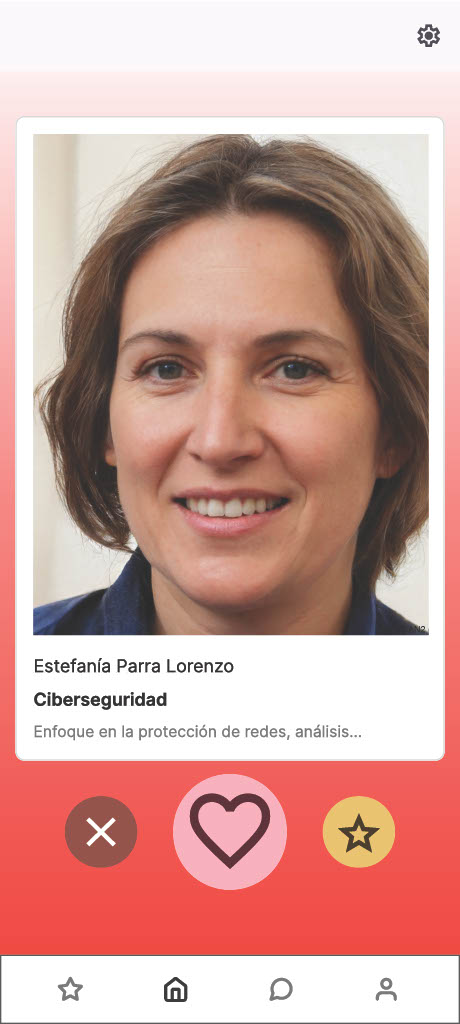 Estefanía Parra Lorenzo
Ciberseguridad
Enfoque en la protección de redes, análisis...